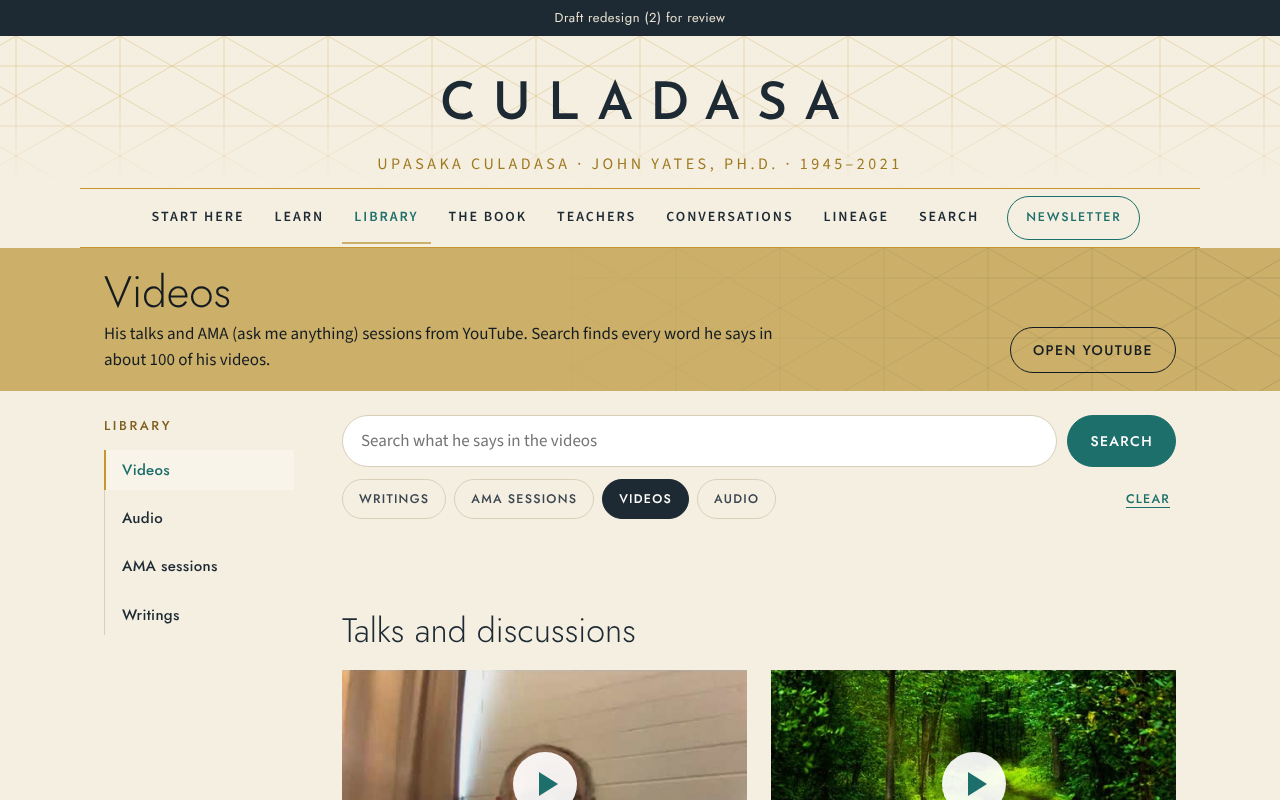 Draft redesign (2) for review
CULADASA
UPASAKA CULADASA · JOHN YATES, PH.D. · 1945–2021
START HERE LEARN LIBRARY THE BOOK TEACHERS CONVERSATIONS LINEAGE SEARCH NEWSLETTER
Videos
His talks and AMA (ask me anything) sessions from YouTube. Search finds every word he says in
about 100 of his videos.
OPEN YOUTUBE
LIBRARY
Videos
Audio
AMA sessions
Writings
Search what he says in the videos
SEARCH
WRITINGS AMA SESSIONS VIDEOS AUDIO
CLEAR
Talks and discussions